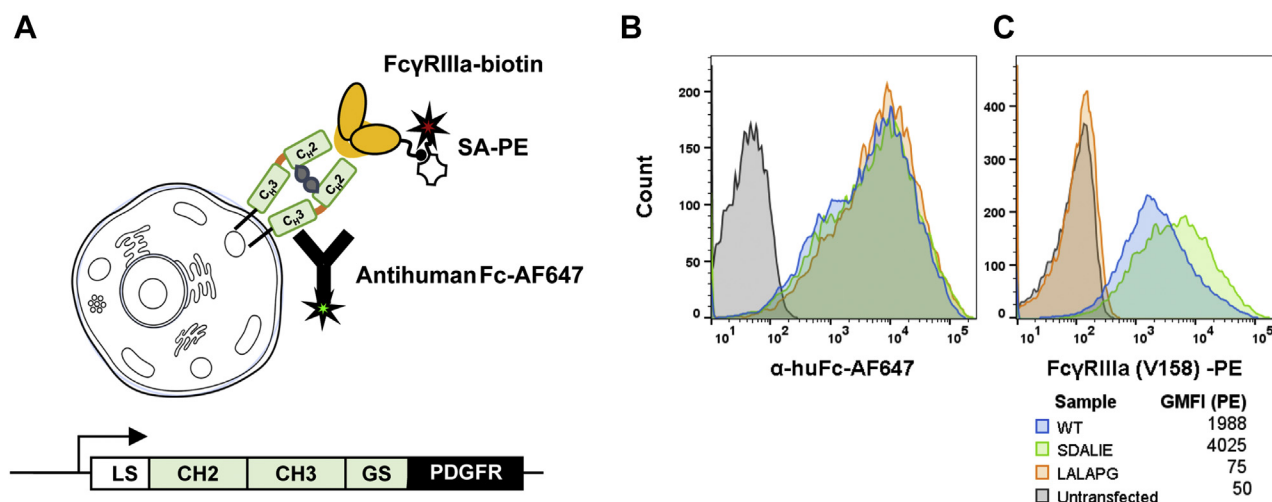 A
FcγRIIIa-biotin
SA-PE
CH2
CH2
CH3
CH3
Antihuman Fc-AF647
LS CH2 CH3 GS PDGFR
B
Count
200
150
100
50
0
10¹ 10² 10³ 10⁴ 10⁵
α-huFc-AF647
C
400
300
200
100
0
10¹ 10² 10³ 10⁴ 10⁵
FcγRIIIa (V158) -PE
Sample GMFI (PE)
WT 1988
SDALIE 4025
LALAPG 75
Untransfected 50